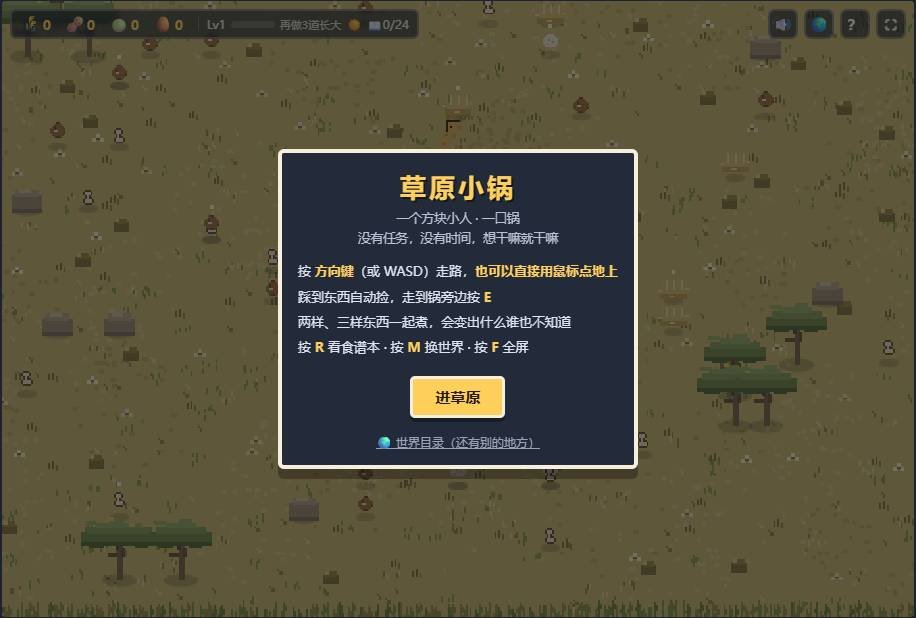 0 0 0 0 Lv1 再做3道长大 0/24 ?
草原小锅
一个方块小人 · 一口锅
没有任务，没有时间，想干嘛就干嘛
按 方向键（或 WASD）走路，也可以直接用鼠标点地上
踩到东西自动捡，走到锅旁边按 E
两样、三样东西一起煮，会变出什么谁也不知道
按 R 看食谱本 · 按 M 换世界 · 按 F 全屏
进草原
世界目录（还有别的地方）